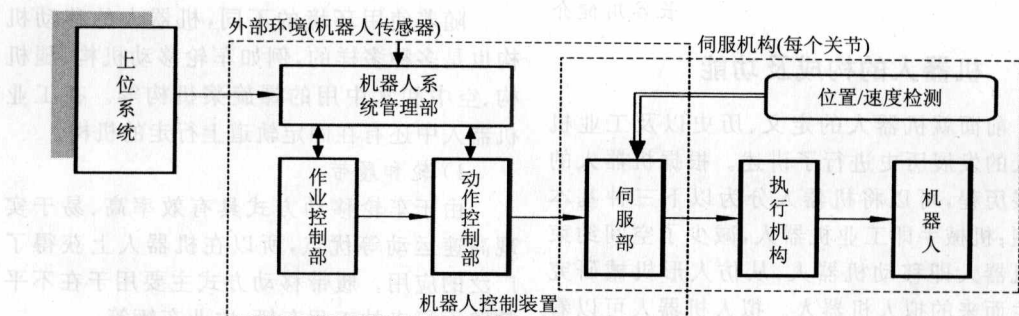 外部环境(机器人传感器)
伺服机构(每个关节)
上位系统
机器人系
统管理部
位置/速度检测
作业控制部
动作控制部
伺服部
执行机构
机器人
机器人控制装置